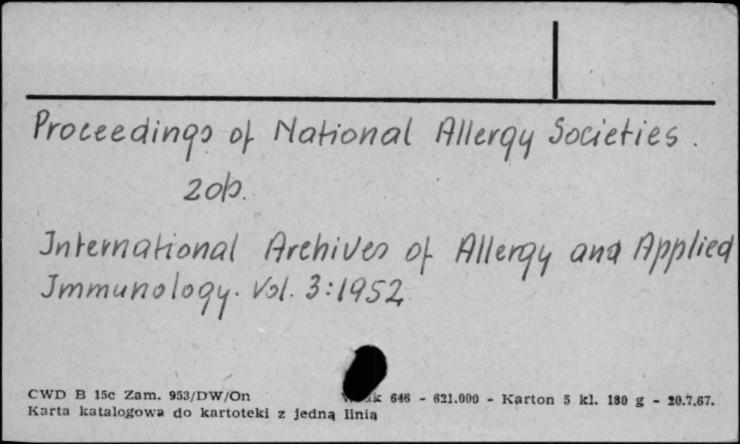 Proceedings of National Allergy Societies.
zob.
International Archives of Allergy and Applied
Immunology. Vol. 3:1952
CWD B 15c Zam. 953/DW/On 646 - 621.000 - Karton 5 kl. 180 g - 20.7.67.
Karta katalogowa do kartoteki z jedną linią